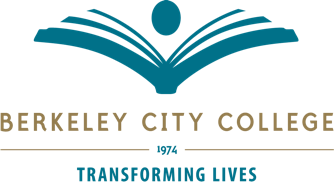 BERKELEY CITY COLLEGE
1974
TRANSFORMING LIVES